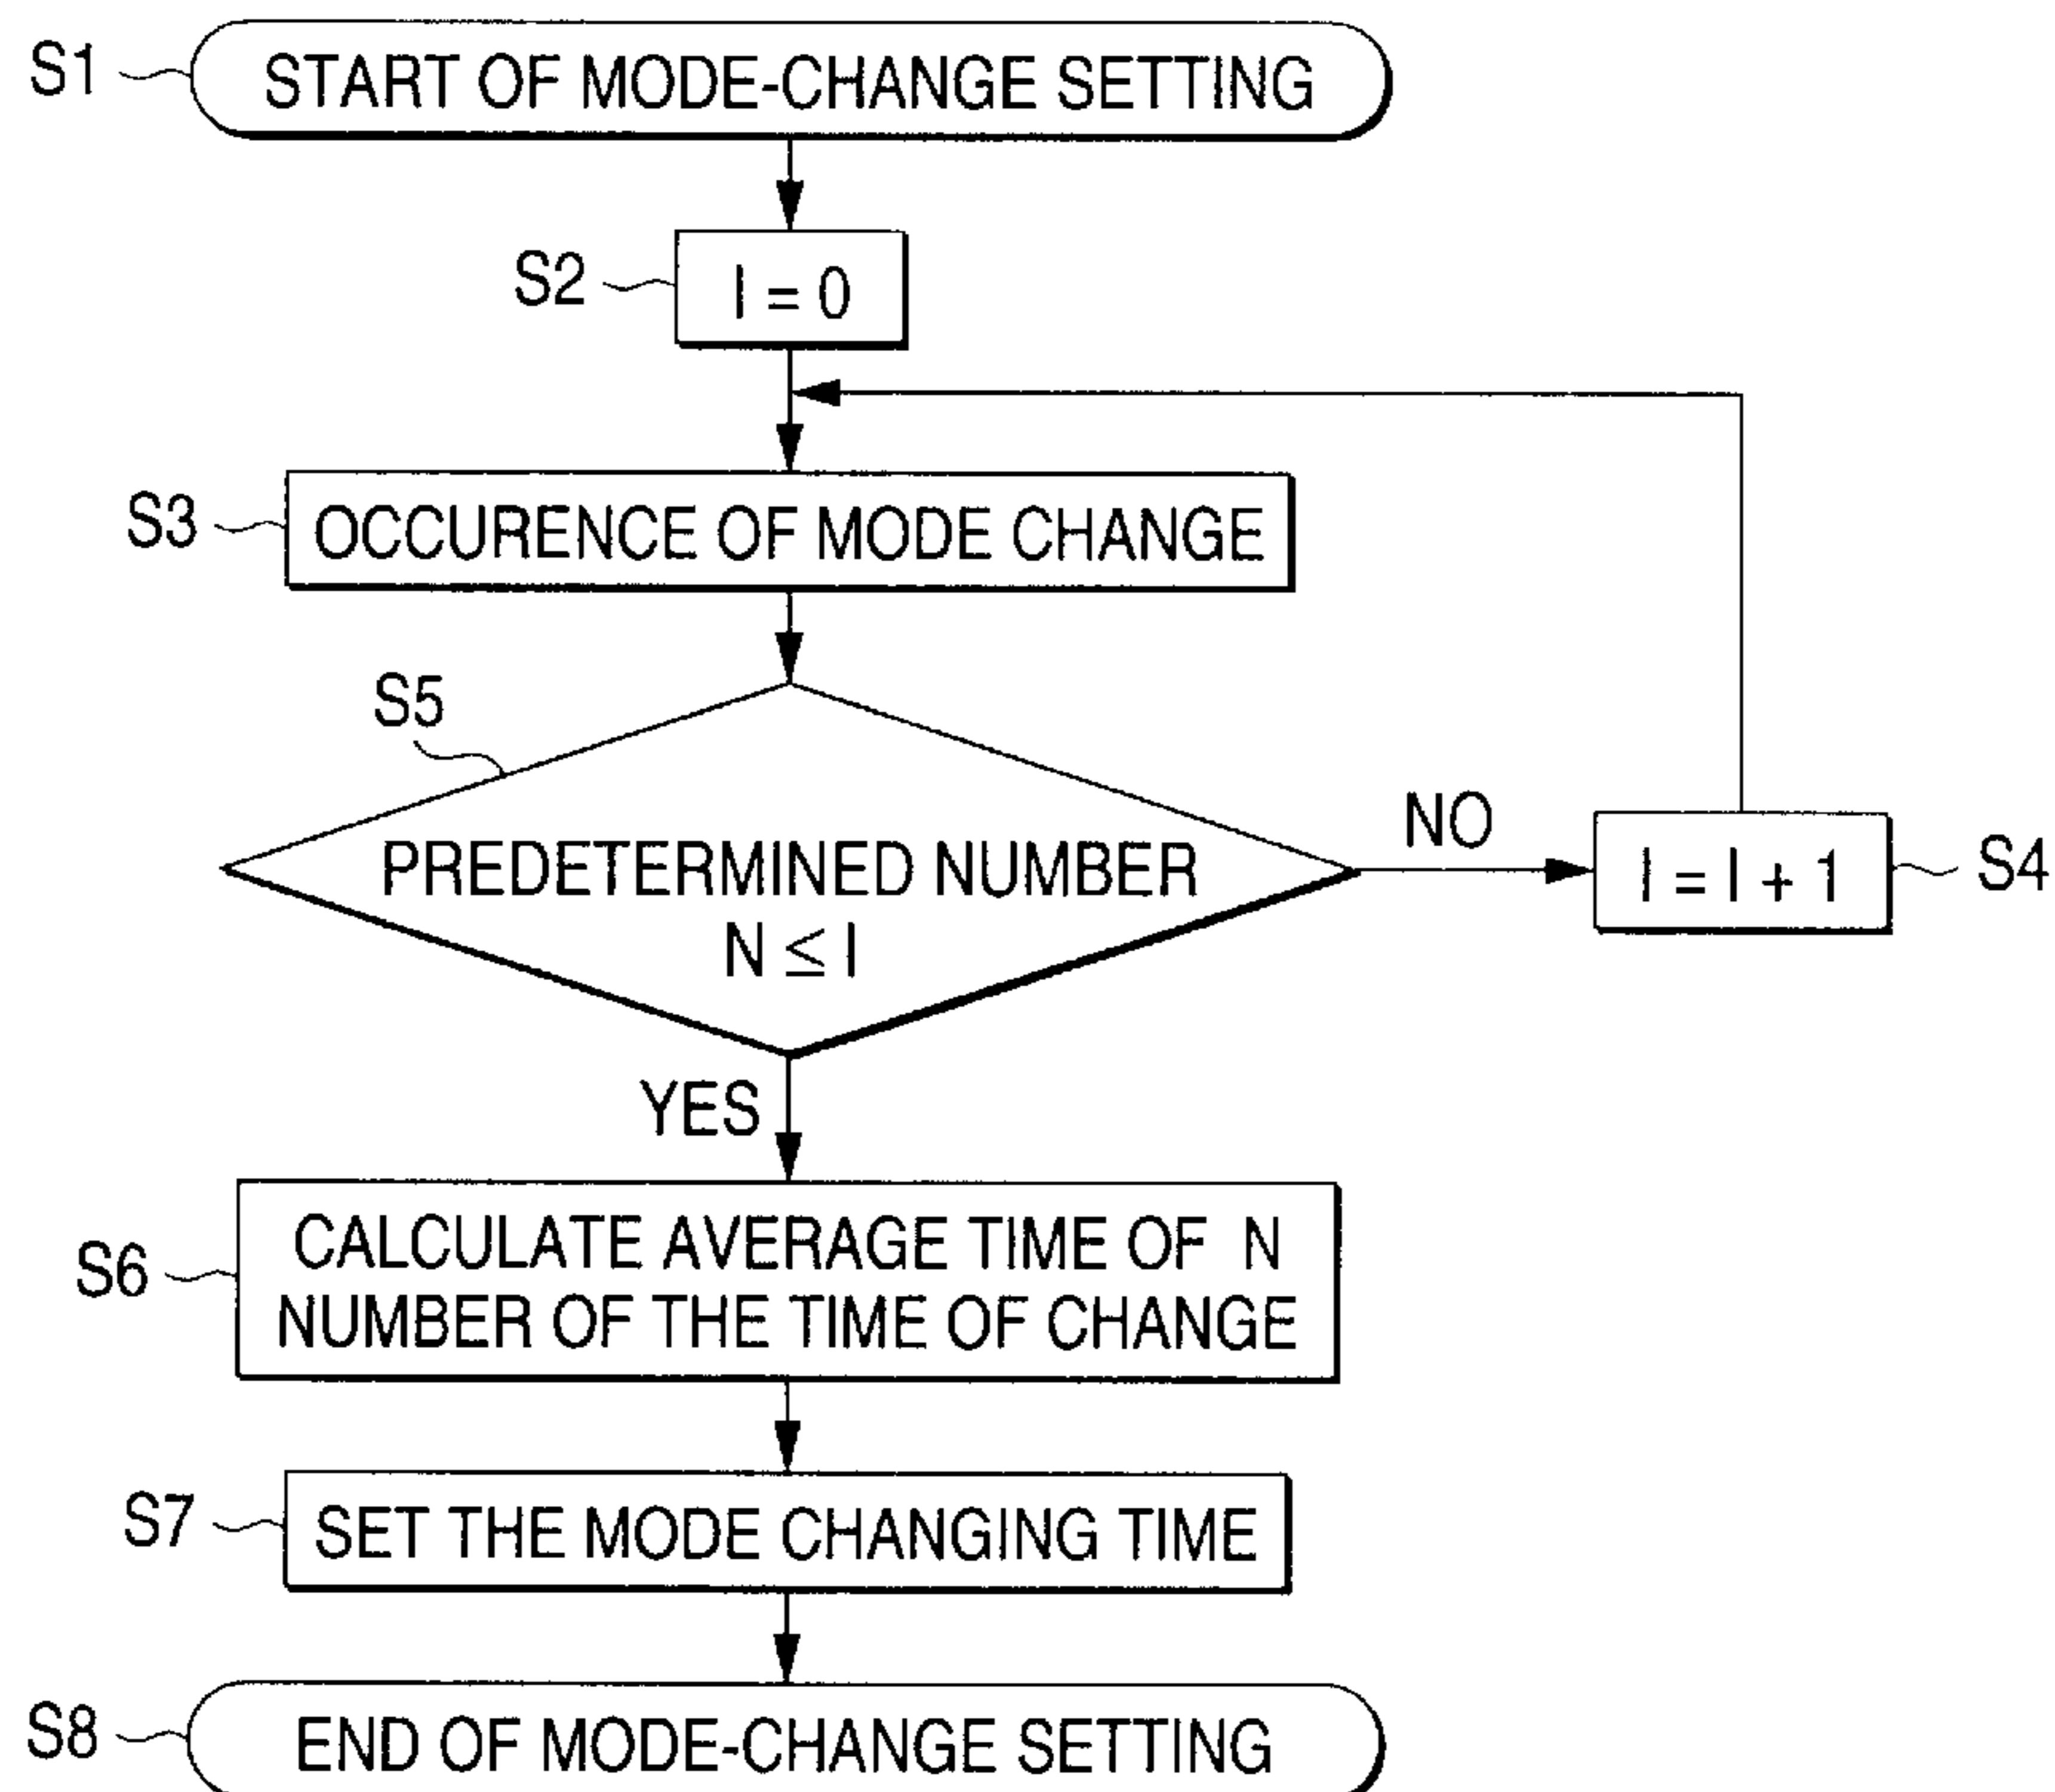 S1 START OF MODE-CHANGE SETTING
S2 I = 0
S3 OCCURENCE OF MODE CHANGE
S5
PREDETERMINED NUMBER
N ≤ I
NO
I = I + 1 S4
YES
S6
CALCULATE AVERAGE TIME OF N
NUMBER OF THE TIME OF CHANGE
S7 SET THE MODE CHANGING TIME
S8 END OF MODE-CHANGE SETTING